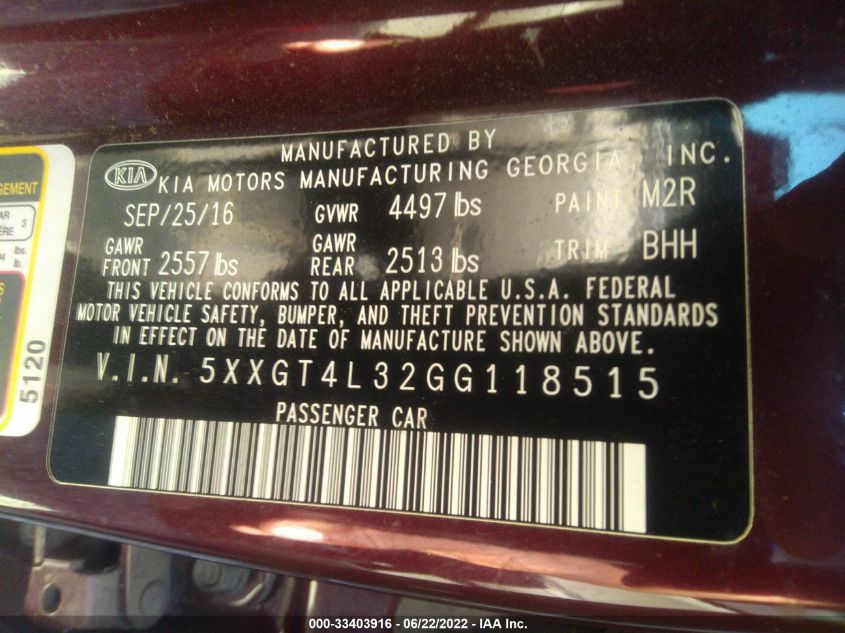 MANUFACTURED BY
KIA KIA MOTORS MANUFACTURING GEORGIA, INC.
SEP/25/16 GVWR 4497 lbs PAINT M2R
GAWR FRONT 2557 lbs GAWR REAR 2513 lbs TRIM BHH
THIS VEHICLE CONFORMS TO ALL APPLICABLE U.S.A. FEDERAL
MOTOR VEHICLE SAFETY, BUMPER, AND THEFT PREVENTION STANDARDS
IN EFFECT ON THE DATE OF MANUFACTURE SHOWN ABOVE.
V.I.N. 5XXGT4L32GG118515
PASSENGER CAR
3
lbs.
lb.
5120
000-33403916 - 06/22/2022 - IAA Inc.